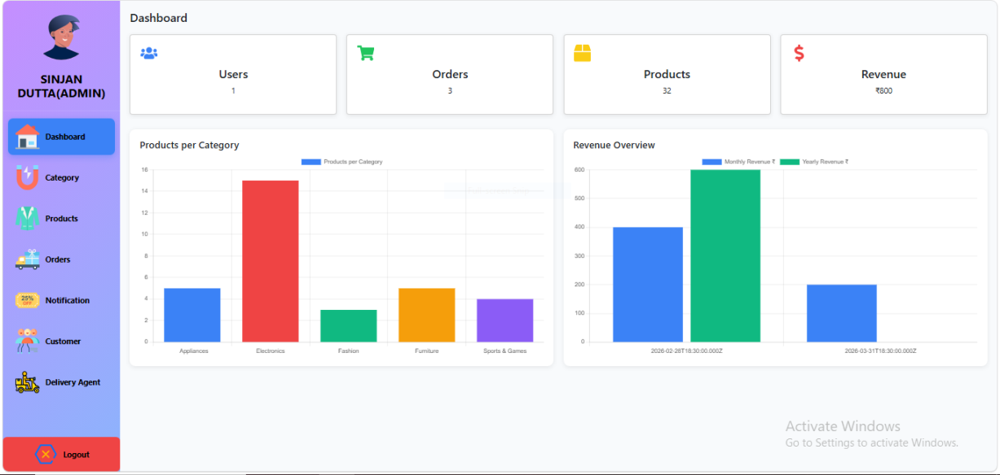 SINJAN
DUTTA(ADMIN)
Dashboard
Category
Products
Orders
25%
OFF
Notification
Customer
Delivery Agent
Logout
Dashboard
Users
1
Orders
3
Products
32
Revenue
₹800
Products per Category
Products per Category
16
14
12
10
8
6
4
2
0
Appliances
Electronics
Fashion
Furniture
Sports & Games
Revenue Overview
Monthly Revenue ₹
Yearly Revenue ₹
600
500
400
300
200
100
0
2026-02-28T18:30:00.000Z
2026-03-31T18:30:00.000Z
Activate Windows
Go to Settings to activate Windows.